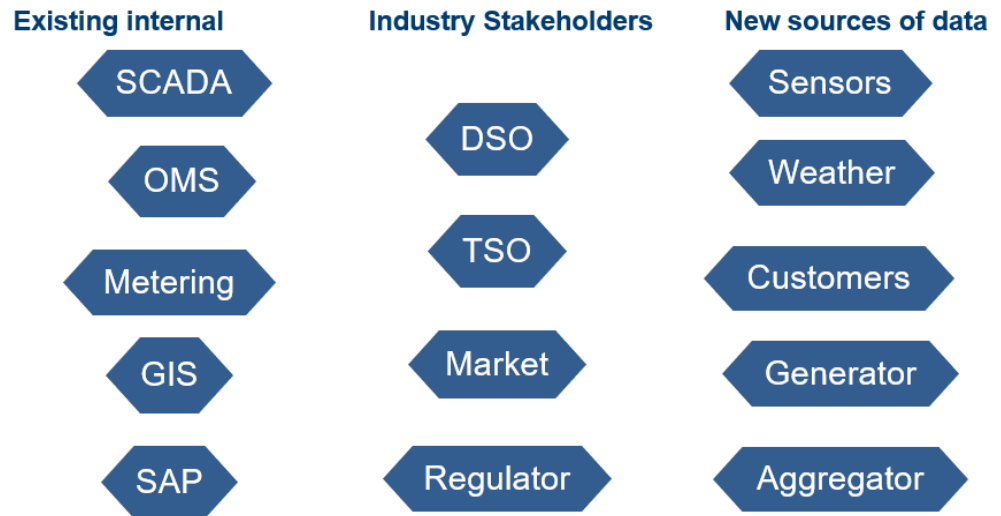 Existing internal
SCADA
OMS
Metering
GIS
SAP
Industry Stakeholders
DSO
TSO
Market
Regulator
New sources of data
Sensors
Weather
Customers
Generator
Aggregator